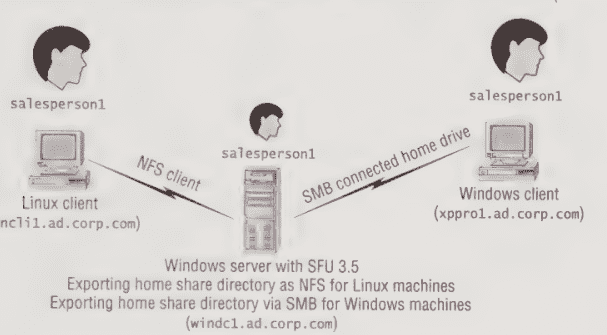 salesperson1
salesperson1
salesperson1
NFS client
SMB connected home drive
Linux client
ncli1.ad.corp.com)
Windows client
(xppro1.ad.corp.com)
Windows server with SFU 3.5
Exporting home share directory as NFS for Linux machines
Exporting home share directory via SMB for Windows machines
(windc1.ad.corp.com)